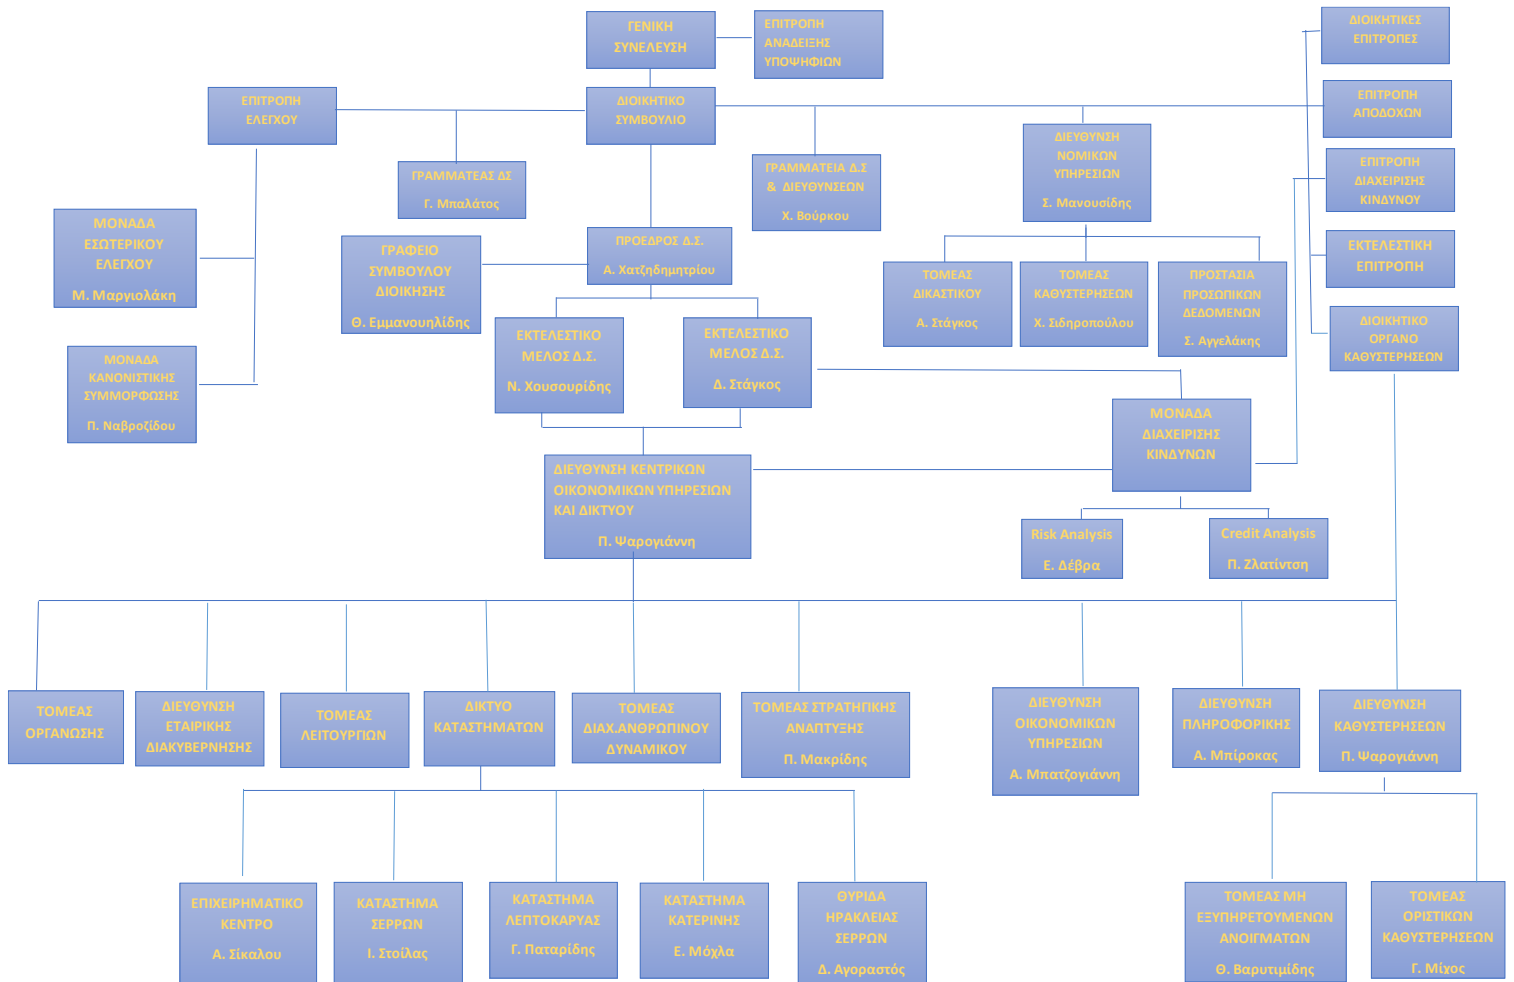 ΓΕΝΙΚΗ
ΣΥΝΕΛΕΥΣΗ
ΕΠΙΤΡΟΠΗ
ΑΝΑΔΕΙΞΗΣ
ΥΠΟΨΗΦΙΩΝ
ΔΙΟΙΚΗΤΙΚΕΣ
ΕΠΙΤΡΟΠΕΣ
ΕΠΙΤΡΟΠΗ
ΕΛΕΓΧΟΥ
ΔΙΟΙΚΗΤΙΚΟ
ΣΥΜΒΟΥΛΙΟ
ΕΠΙΤΡΟΠΗ
ΑΠΟΔΟΧΩΝ
ΓΡΑΜΜΑΤΕΑΣ ΔΣ
Γ. Μπαλάτος
ΓΡΑΜΜΑΤΕΙΑ Δ.Σ
& ΔΙΕΥΘΥΝΣΕΩΝ
Χ. Βούρκου
ΔΙΕΥΘΥΝΣΗ
ΝΟΜΙΚΩΝ
ΥΠΗΡΕΣΙΩΝ
Σ. Μανουσίδης
ΕΠΙΤΡΟΠΗ
ΔΙΑΧΕΙΡΙΣΗΣ
ΚΙΝΔΥΝΟΥ
ΜΟΝΑΔΑ
ΕΣΩΤΕΡΙΚΟΥ
ΕΛΕΓΧΟΥ
Μ. Μαργιολάκη
ΓΡΑΦΕΙΟ
ΣΥΜΒΟΥΛΟΥ
ΔΙΟΙΚΗΣΗΣ
Θ. Εμμανουηλίδης
ΠΡΟΕΔΡΟΣ Δ.Σ.
Α. Χατζηδημητρίου
ΤΟΜΕΑΣ
ΔΙΚΑΣΤΙΚΟΥ
Α. Στάγκος
ΤΟΜΕΑΣ
ΚΑΘΥΣΤΕΡΗΣΕΩΝ
Χ. Σιδηροπούλου
ΠΡΟΣΤΑΣΙΑ
ΠΡΟΣΩΠΙΚΩΝ
ΔΕΔΟΜΕΝΩΝ
Σ. Αγγελάκης
ΕΚΤΕΛΕΣΤΙΚΗ
ΕΠΙΤΡΟΠΗ
ΔΙΟΙΚΗΤΙΚΟ
ΟΡΓΑΝΟ
ΚΑΘΥΣΤΕΡΗΣΕΩΝ
ΜΟΝΑΔΑ
ΚΑΝΟΝΙΣΤΙΚΗΣ
ΣΥΜΜΟΡΦΩΣΗΣ
Π. Ναβροζίδου
ΕΚΤΕΛΕΣΤΙΚΟ
ΜΕΛΟΣ Δ.Σ.
Ν. Χουσουρίδης
ΕΚΤΕΛΕΣΤΙΚΟ
ΜΕΛΟΣ Δ.Σ.
Δ. Στάγκος
ΜΟΝΑΔΑ
ΔΙΑΧΕΙΡΙΣΗΣ
ΚΙΝΔΥΝΩΝ
ΔΙΕΥΘΥΝΣΗ ΚΕΝΤΡΙΚΩΝ
ΟΙΚΟΝΟΜΙΚΩΝ ΥΠΗΡΕΣΙΩΝ
ΚΑΙ ΔΙΚΤΥΟΥ
Π. Ψαρογιάννη
Risk Analysis
Ε. Δέβρα
Credit Analysis
Π. Ζλατίντση
ΤΟΜΕΑΣ
ΟΡΓΑΝΩΣΗΣ
ΔΙΕΥΘΥΝΣΗ
ΕΤΑΙΡΙΚΗΣ
ΔΙΑΚΥΒΕΡΝΗΣΗΣ
ΤΟΜΕΑΣ
ΛΕΙΤΟΥΡΓΙΩΝ
ΔΙΚΤΥΟ
ΚΑΤΑΣΤΗΜΑΤΩΝ
ΤΟΜΕΑΣ
ΔΙΑΧ.ΑΝΘΡΩΠΙΝΟΥ
ΔΥΝΑΜΙΚΟΥ
ΤΟΜΕΑΣ ΣΤΡΑΤΗΓΙΚΗΣ
ΑΝΑΠΤΥΞΗΣ
Π. Μακρίδης
ΔΙΕΥΘΥΝΣΗ
ΟΙΚΟΝΟΜΙΚΩΝ
ΥΠΗΡΕΣΙΩΝ
Α. Μπατζογιάννη
ΔΙΕΥΘΥΝΣΗ
ΠΛΗΡΟΦΟΡΙΚΗΣ
Α. Μπίροκας
ΔΙΕΥΘΥΝΣΗ
ΚΑΘΥΣΤΕΡΗΣΕΩΝ
Π. Ψαρογιάννη
ΕΠΙΧΕΙΡΗΜΑΤΙΚΟ
ΚΕΝΤΡΟ
Α. Σίκαλου
ΚΑΤΑΣΤΗΜΑ
ΣΕΡΡΩΝ
Ι. Στοίλας
ΚΑΤΑΣΤΗΜΑ
ΛΕΠΤΟΚΑΡΥΑΣ
Γ. Παταρίδης
ΚΑΤΑΣΤΗΜΑ
ΚΑΤΕΡΙΝΗΣ
Ε. Μόχλα
ΘΥΡΙΔΑ
ΗΡΑΚΛΕΙΑΣ
ΣΕΡΡΩΝ
Δ. Αγοραστός
ΤΟΜΕΑΣ ΜΗ
ΕΞΥΠΗΡΕΤΟΥΜΕΝΩΝ
ΑΝΟΙΓΜΑΤΩΝ
Θ. Βαρυτιμίδης
ΤΟΜΕΑΣ
ΟΡΙΣΤΙΚΩΝ
ΚΑΘΥΣΤΕΡΗΣΕΩΝ
Γ. Μίχος